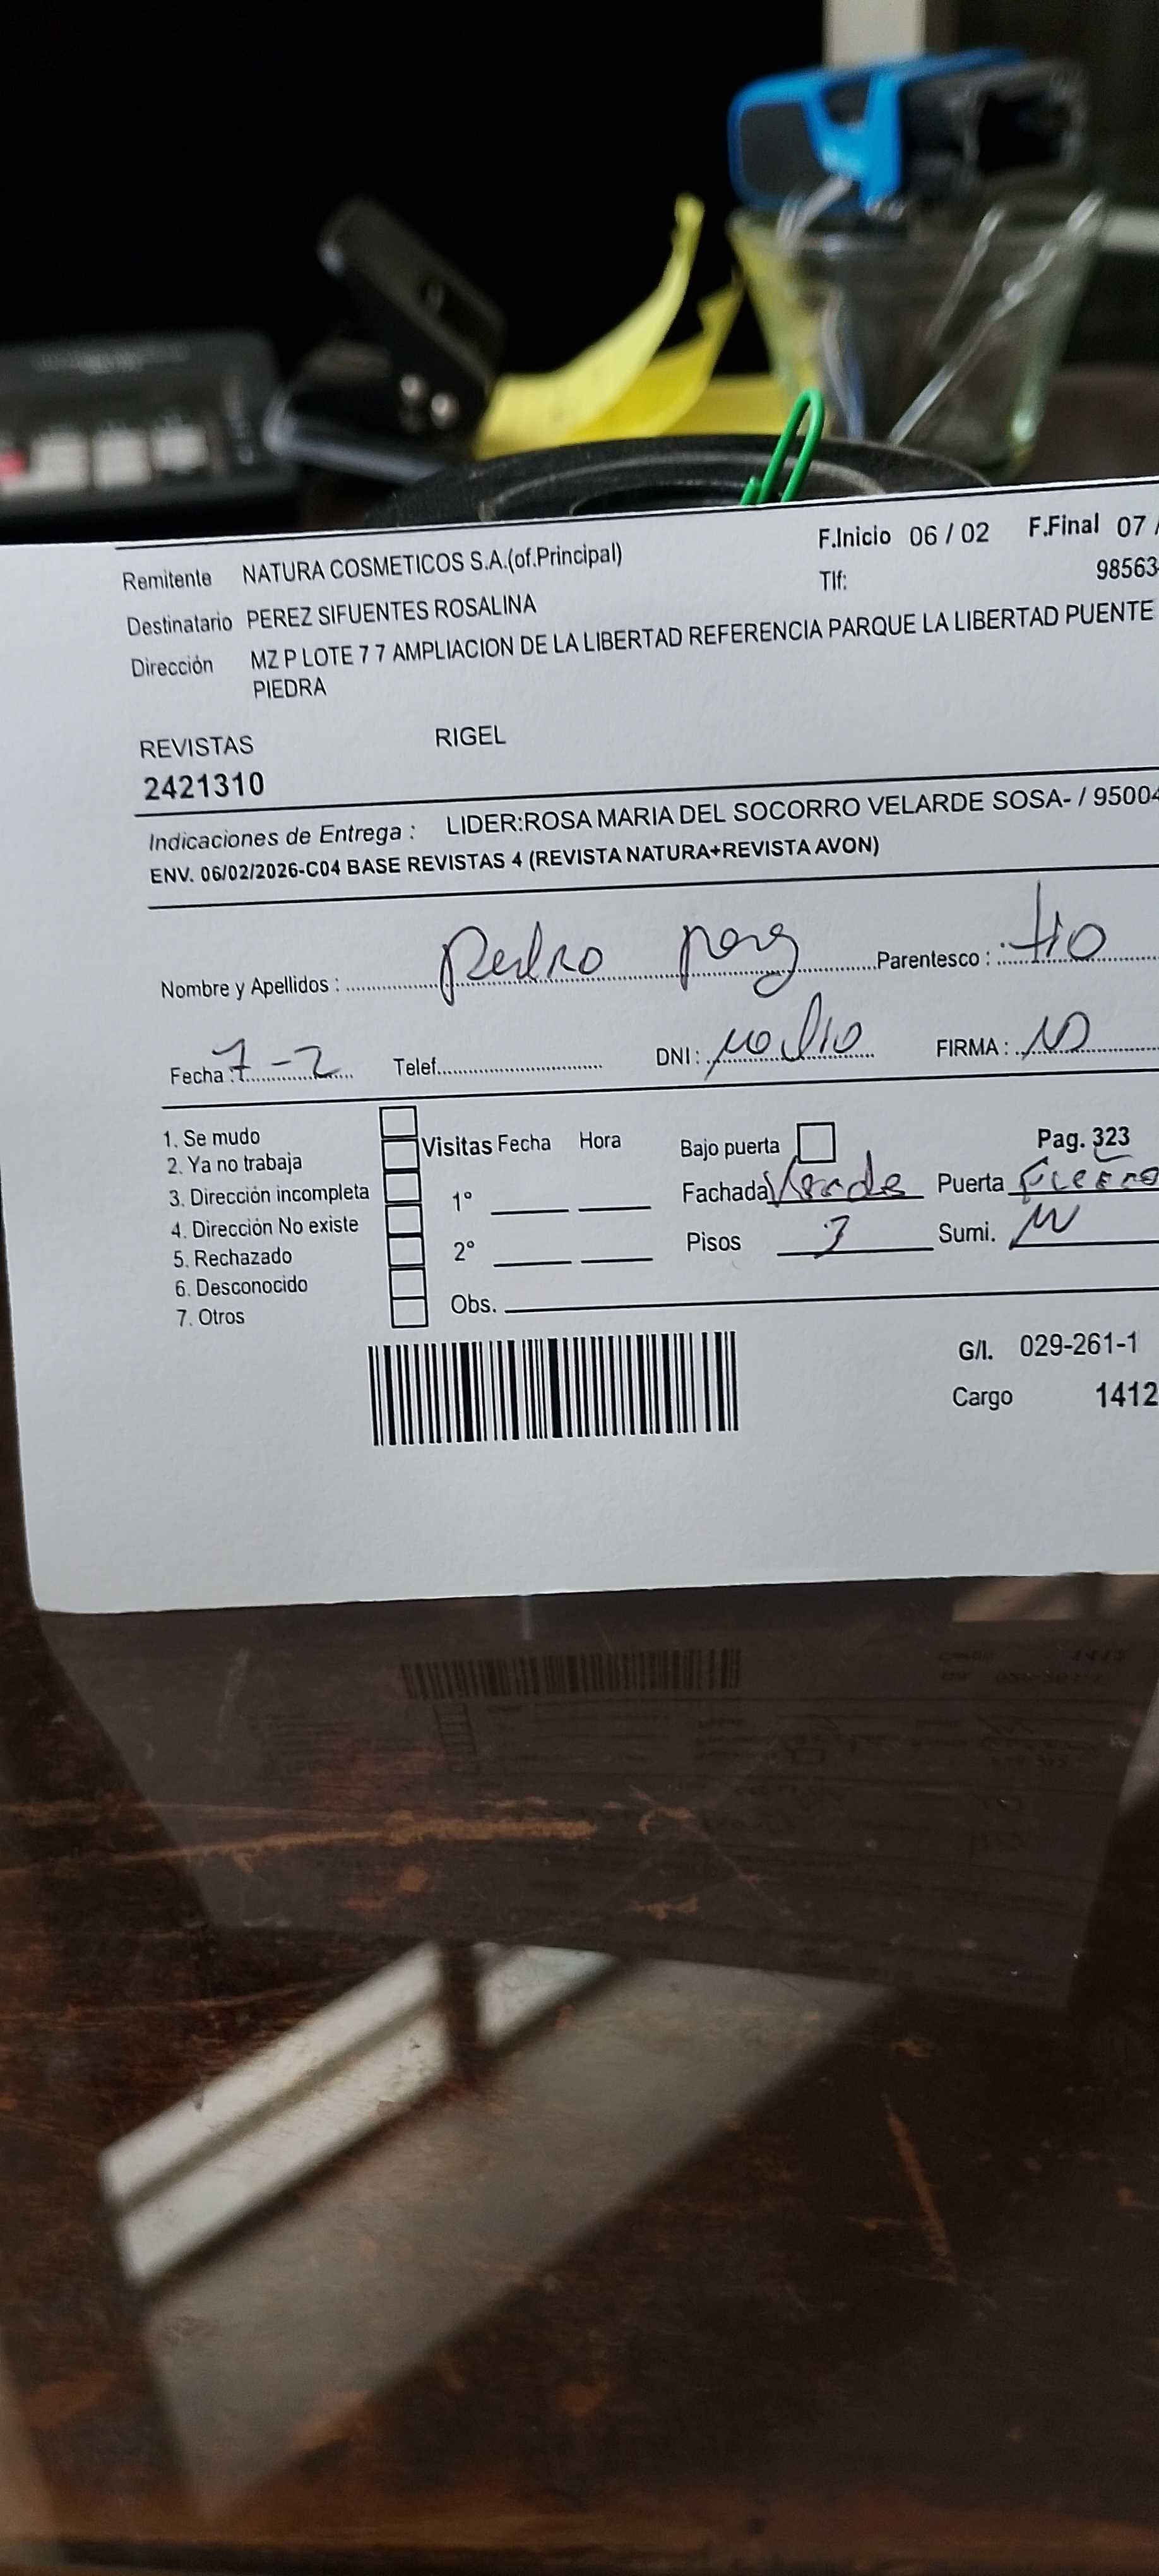 F.Inicio 06 / 02 F.Final 07 /
Remitente NATURA COSMETICOS S.A.(of.Principal) Tlf: 98563
Destinatario PEREZ SIFUENTES ROSALINA
Dirección MZ P LOTE 7 7 AMPLIACION DE LA LIBERTAD REFERENCIA PARQUE LA LIBERTAD PUENTE
PIEDRA
REVISTAS RIGEL
2421310
Indicaciones de Entrega : LIDER:ROSA MARIA DEL SOCORRO VELARDE SOSA- / 95004
ENV. 06/02/2026-C04 BASE REVISTAS 4 (REVISTA NATURA+REVISTA AVON)
Nombre y Apellidos : Pedro Parentesco : tio
Fecha : 7-2 Telef. DNI : no dio FIRMA :
1. Se mudo
2. Ya no trabaja
3. Dirección incompleta
4. Dirección No existe
5. Rechazado
6. Desconocido
7. Otros
Visitas Fecha Hora
1°
2°
Obs.
Bajo puerta Pag. 323
Fachada Verde Puerta Fierro
Pisos 3 Sumi.
G/I. 029-261-1
Cargo 1412